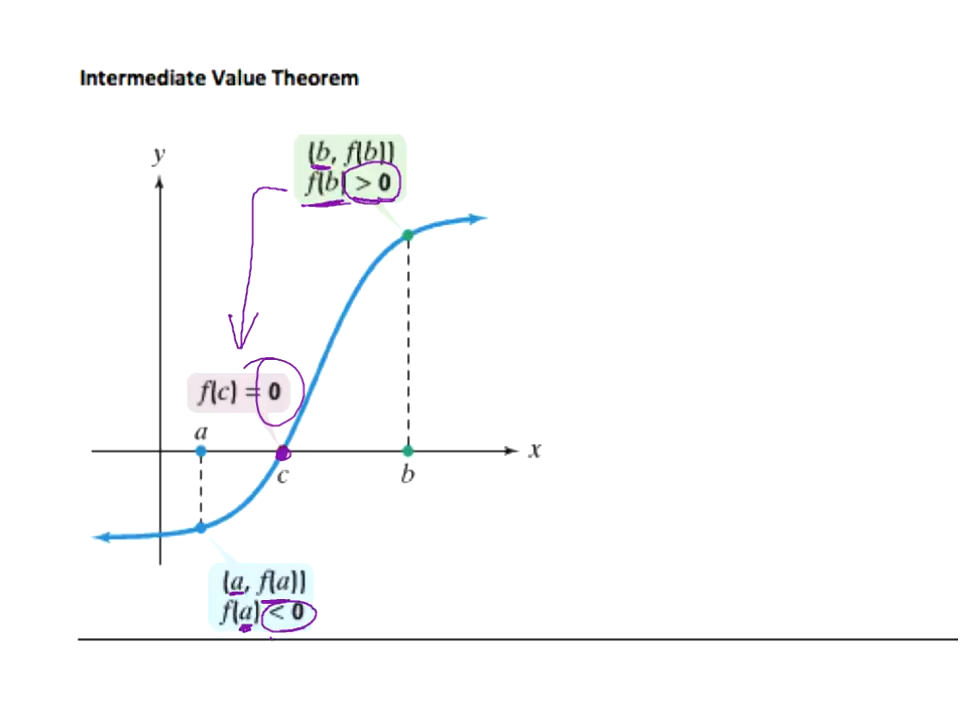 Intermediate Value Theorem
y
(b, f(b))
f(b) > 0
f(c) = 0
a
x
c
b
(a, f(a))
f(a) < 0